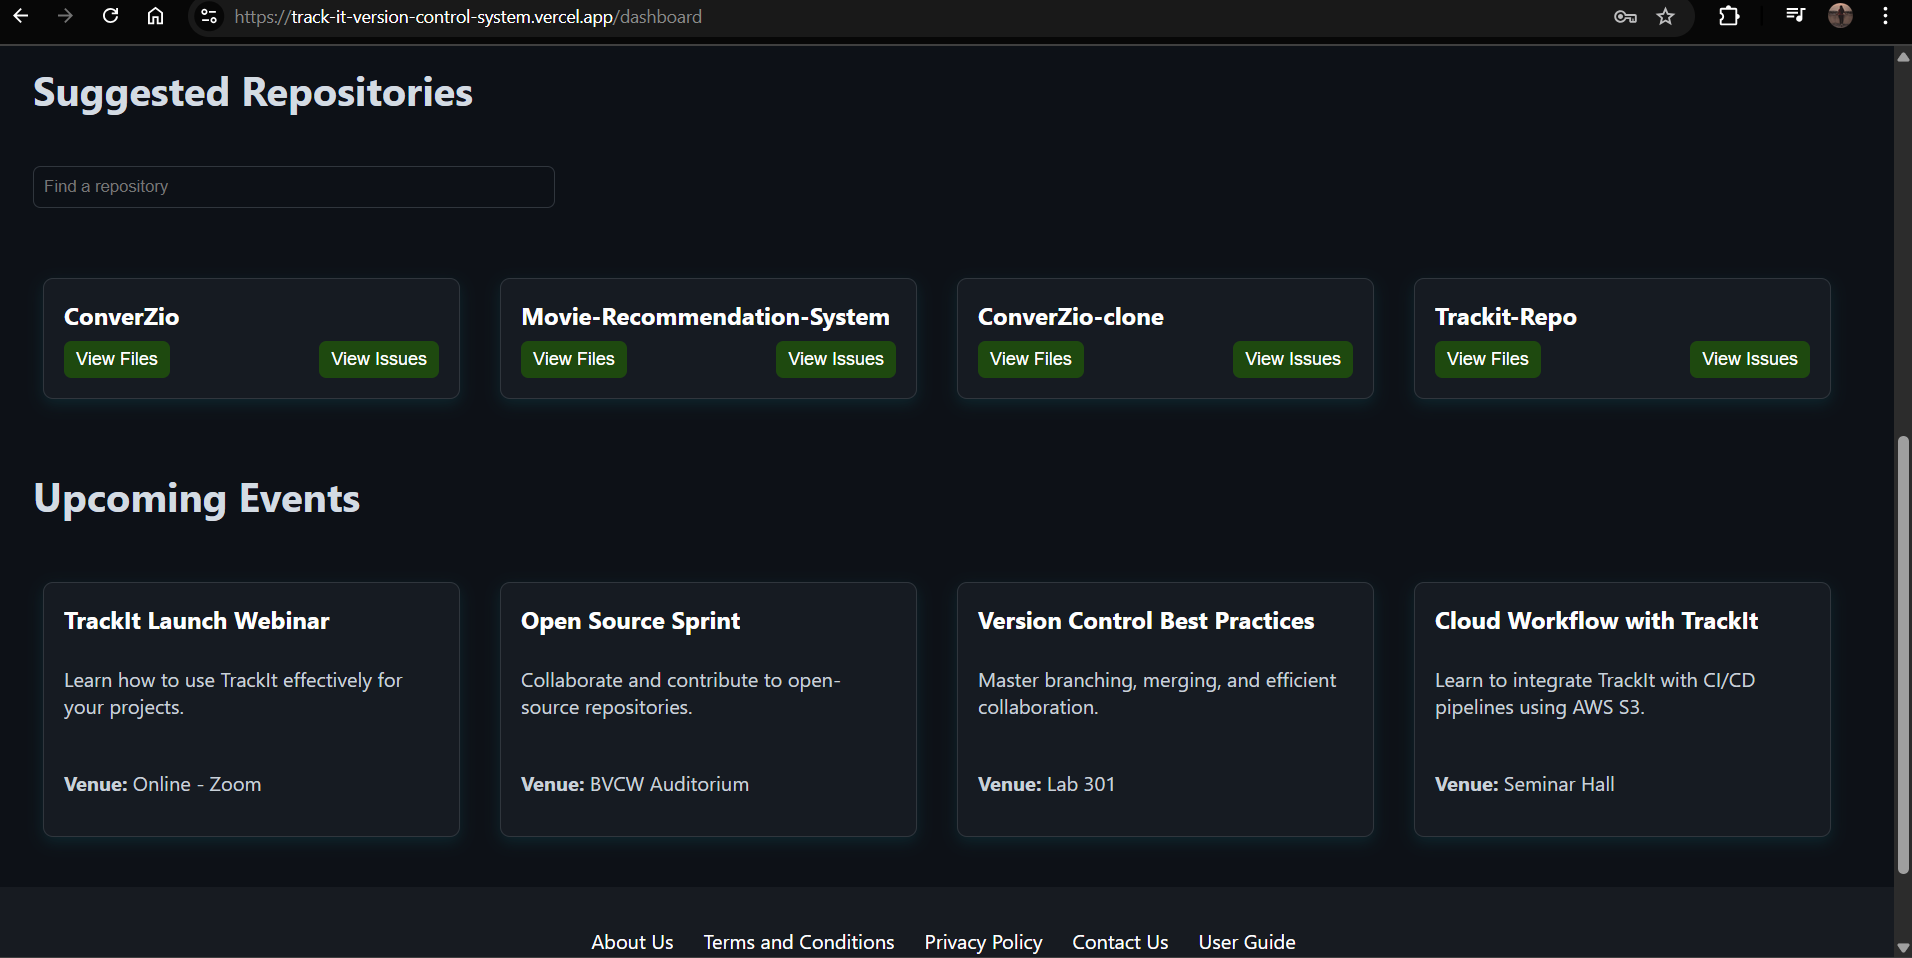 https://track-it-version-control-system.vercel.app/dashboard
Suggested Repositories
Find a repository
ConverZio
View Files
View Issues
Movie-Recommendation-System
View Files
View Issues
ConverZio-clone
View Files
View Issues
Trackit-Repo
View Files
View Issues
Upcoming Events
TrackIt Launch Webinar
Learn how to use TrackIt effectively for
your projects.
Venue: Online - Zoom
Open Source Sprint
Collaborate and contribute to open-
source repositories.
Venue: BVCW Auditorium
Version Control Best Practices
Master branching, merging, and efficient
collaboration.
Venue: Lab 301
Cloud Workflow with TrackIt
Learn to integrate TrackIt with CI/CD
pipelines using AWS S3.
Venue: Seminar Hall
About Us
Terms and Conditions
Privacy Policy
Contact Us
User Guide